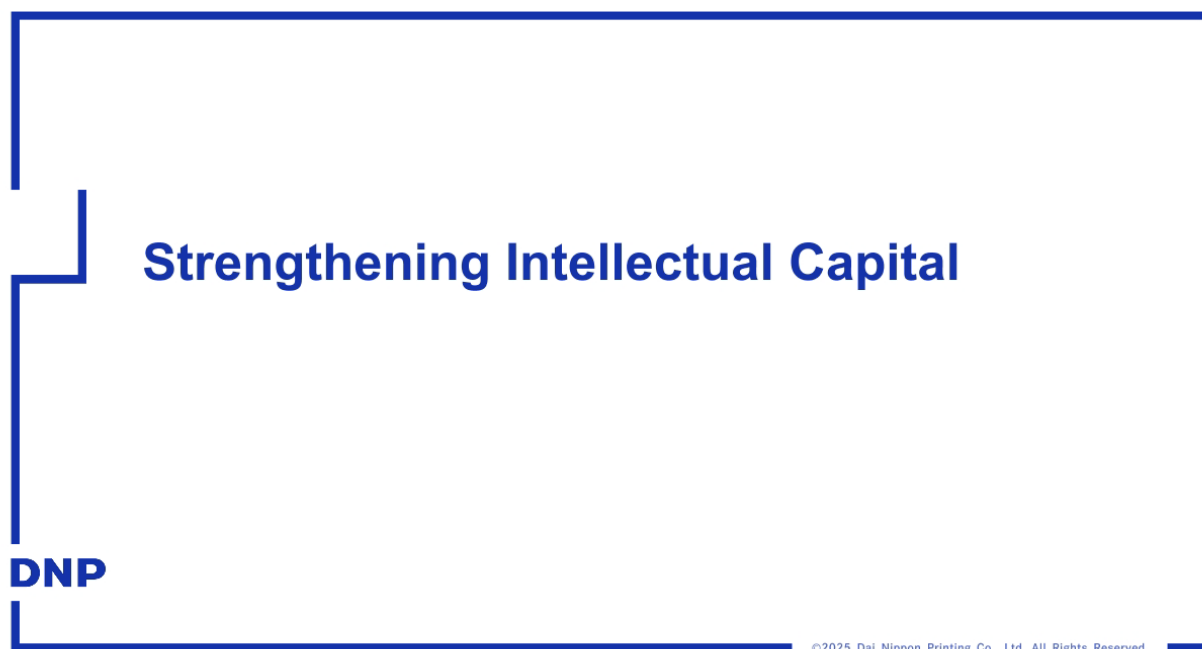 Strengthening Intellectual Capital
DNP
©2025 Dai Nippon Printing Co., Ltd. All Rights Reserved.